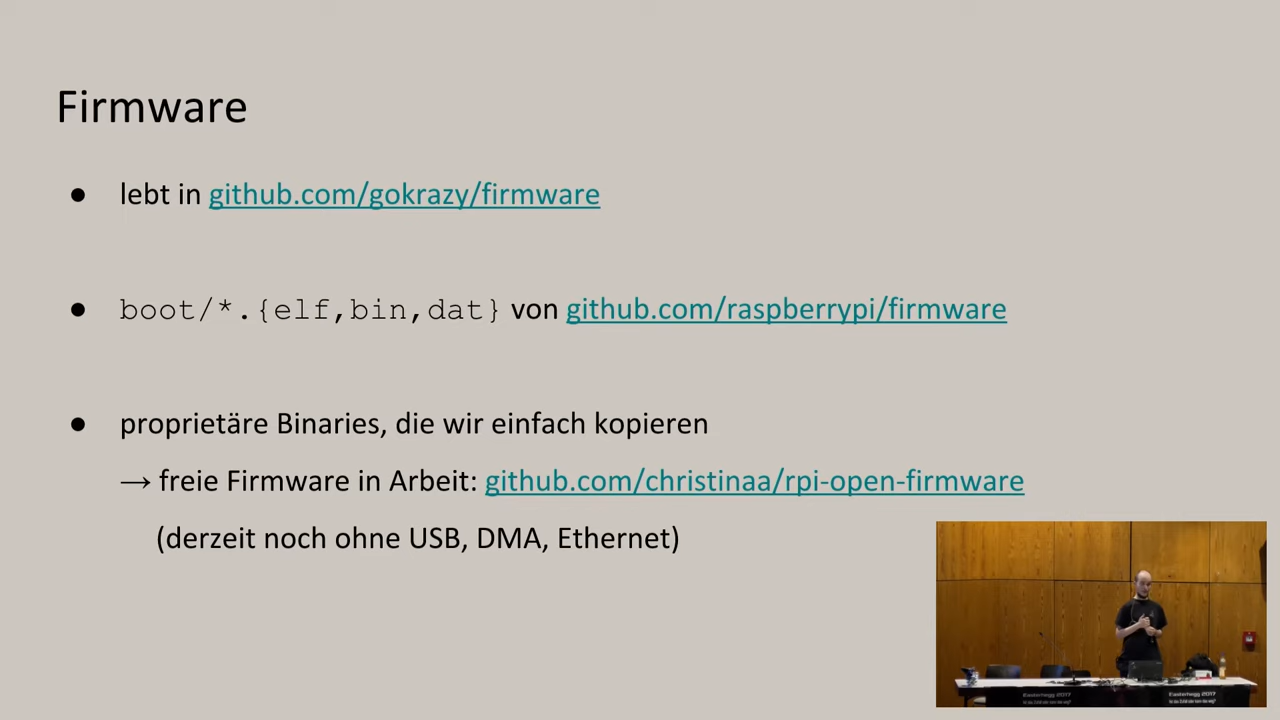 Firmware
● lebt in github.com/gokrazy/firmware
● boot/*.{elf,bin,dat} von github.com/raspberrypi/firmware
● proprietäre Binaries, die wir einfach kopieren
→ freie Firmware in Arbeit: github.com/christinaa/rpi-open-firmware
(derzeit noch ohne USB, DMA, Ethernet)
Easterhegg 2017 Easterhegg 2017